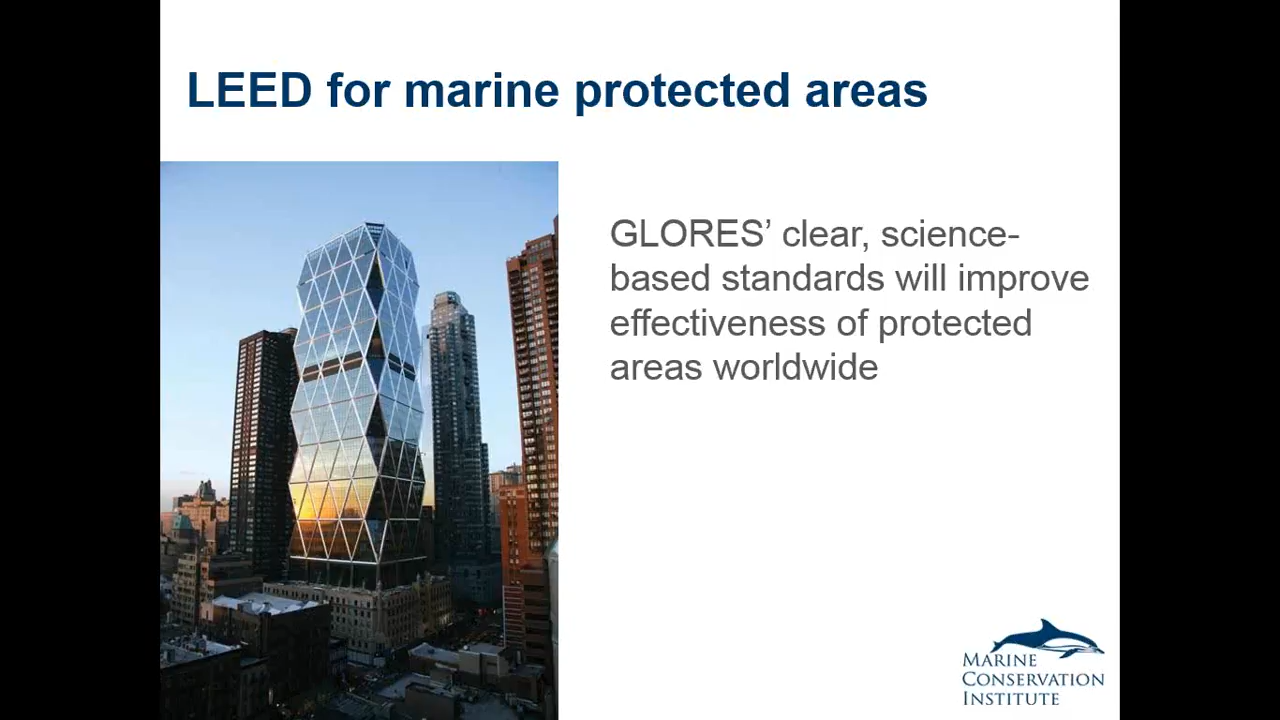 LEED for marine protected areas
GLORES’ clear, science-
based standards will improve
effectiveness of protected
areas worldwide
MARINE
CONSERVATION
INSTITUTE